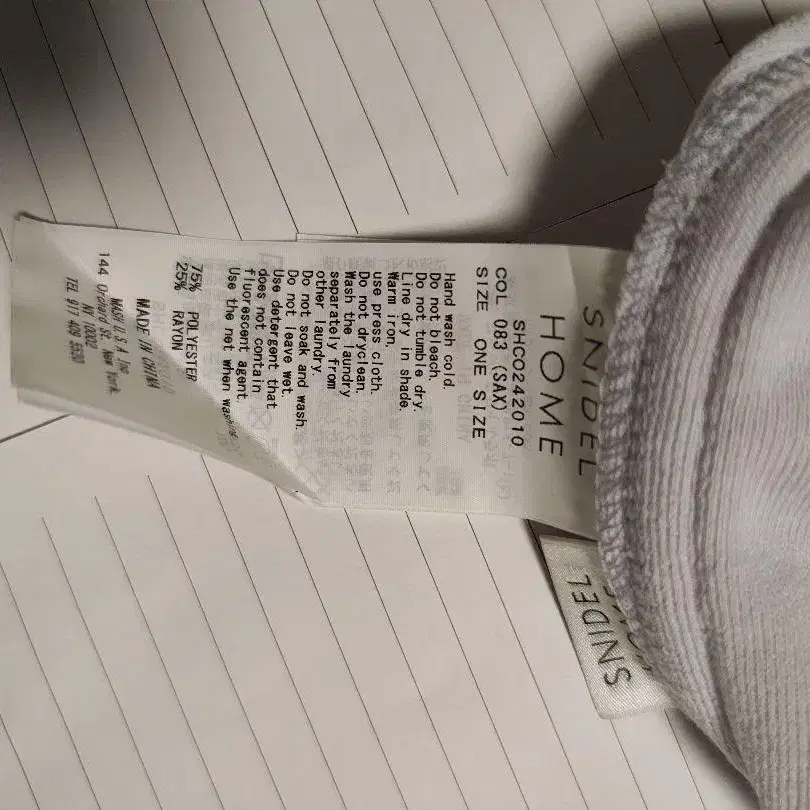 SNIDEL
HOME
SHCO242010
COL 083 (SAX)
SIZE ONE SIZE
Hand wash cold.
Do not bleach.
Do not tumble dry.
Line dry in shade.
Warm iron.
Use press cloth.
Do not dryclean.
Wash the laundry
separately from
other laundry.
Do not soak and wash.
Do not leave wet.
Use detergent that
does not contain
fluorescent agent.
Use the net when washing
75% POLYESTER
25% RAYON
MADE IN CHINA
MASH U.S.A Inc
144 Orchard St. New York.
NY 10002
TEL 917 409 5520
SNIDEL